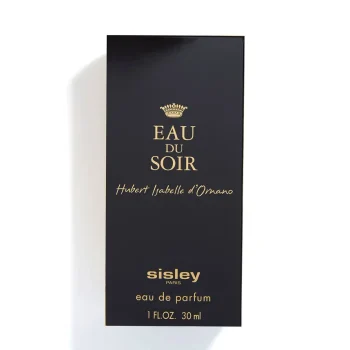 EAU
DU
SOIR
Hubert Isabelle d'Ornano
sisley
PARIS
eau de parfum
1 FL.OZ. 30 ml